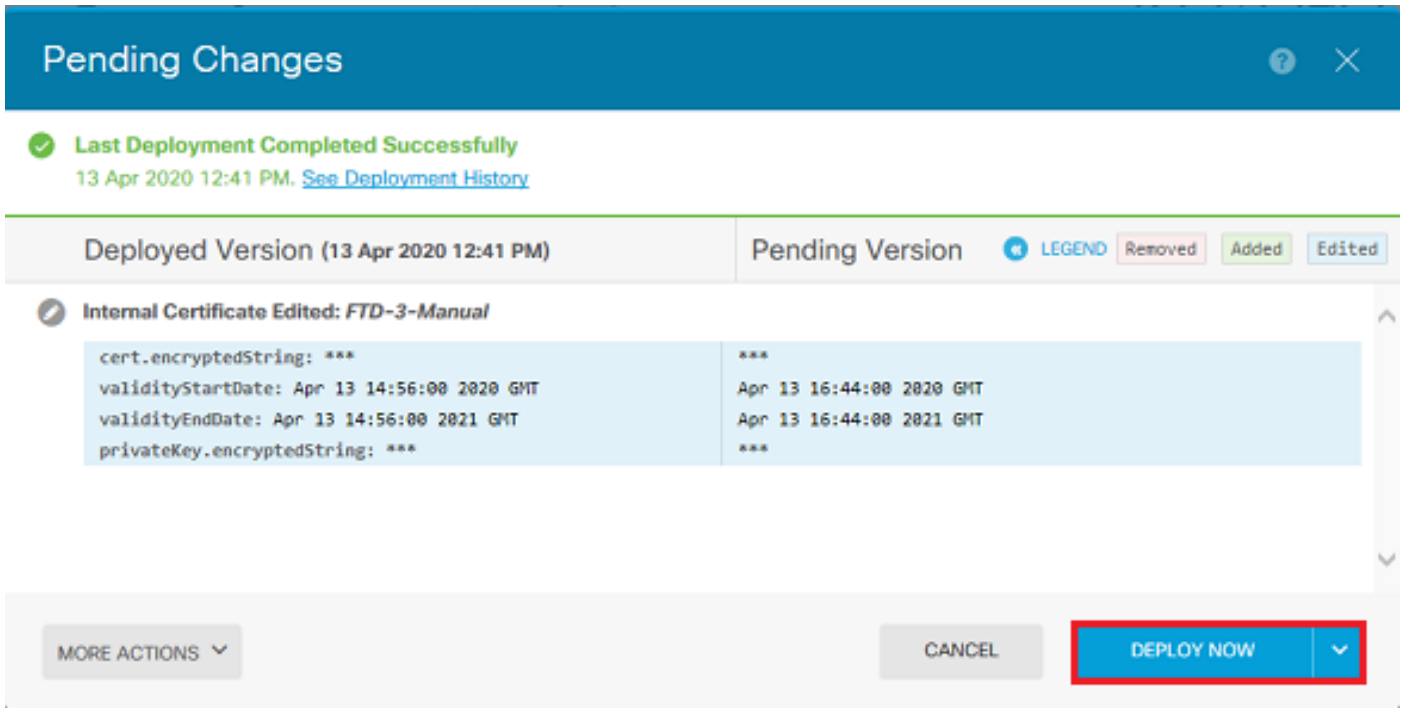 Pending Changes
Last Deployment Completed Successfully
13 Apr 2020 12:41 PM. See Deployment History
Deployed Version (13 Apr 2020 12:41 PM) Pending Version LEGEND Removed Added Edited
Internal Certificate Edited: FTD-3-Manual
cert.encryptedString: *** ***
validityStartDate: Apr 13 14:56:00 2020 GMT Apr 13 16:44:00 2020 GMT
validityEndDate: Apr 13 14:56:00 2021 GMT Apr 13 16:44:00 2021 GMT
privateKey.encryptedString: *** ***
MORE ACTIONS CANCEL DEPLOY NOW